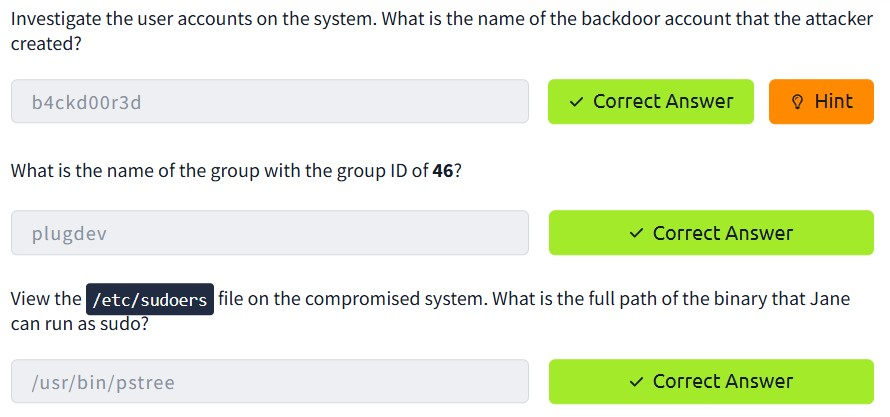 Investigate the user accounts on the system. What is the name of the backdoor account that the attacker
created?
b4ckd00r3d
Correct Answer
Hint
What is the name of the group with the group ID of 46?
plugdev
Correct Answer
View the /etc/sudoers file on the compromised system. What is the full path of the binary that Jane
can run as sudo?
/usr/bin/pstree
Correct Answer